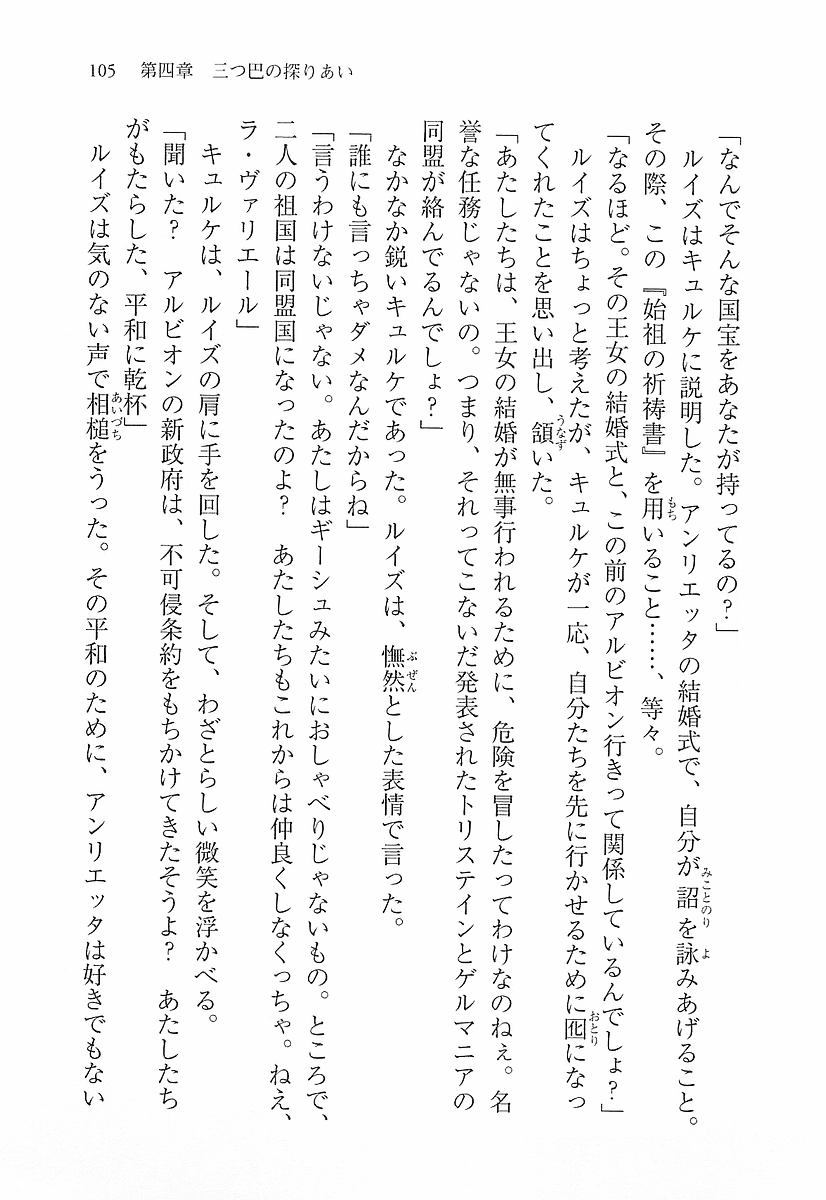 105　第四章　三つ巴の探りあい
「なんでそんな国宝をあなたが持ってるの？」
　ルイズはキュルケに説明した。アンリエッタの結婚式で、自分が詔を詠みあげること。
その際、この『始祖の祈祷書』を用いること……、等々。
「なるほど。その王女の結婚式と、この前のアルビオン行きって関係しているんでしょ？」
　ルイズはちょっと考えたが、キュルケが一応、自分たちを先に行かせるために囮になっ
てくれたことを思い出し、頷いた。
「あたしたちは、王女の結婚が無事行われるために、危険を冒したってわけなのねぇ。名
誉な任務じゃないの。つまり、それってこないだ発表されたトリステインとゲルマニアの
同盟が絡んでるんでしょ？」
　なかなか鋭いキュルケであった。ルイズは、憮然とした表情で言った。
「誰にも言っちゃダメなんだからね」
「言うわけないじゃない。あたしはギーシュみたいにおしゃべりじゃないもの。ところで、
二人の祖国は同盟国になったのよ？　あたしたちもこれからは仲良くしなくっちゃ。ねえ、
ラ・ヴァリエール」
　キュルケは、ルイズの肩に手を回した。そして、わざとらしい微笑を浮かべる。
「聞いた？　アルビオンの新政府は、不可侵条約をもちかけてきたそうよ？　あたしたち
がもたらした、平和に乾杯」
　ルイズは気のない声で相槌をうった。その平和のために、アンリエッタは好きでもない